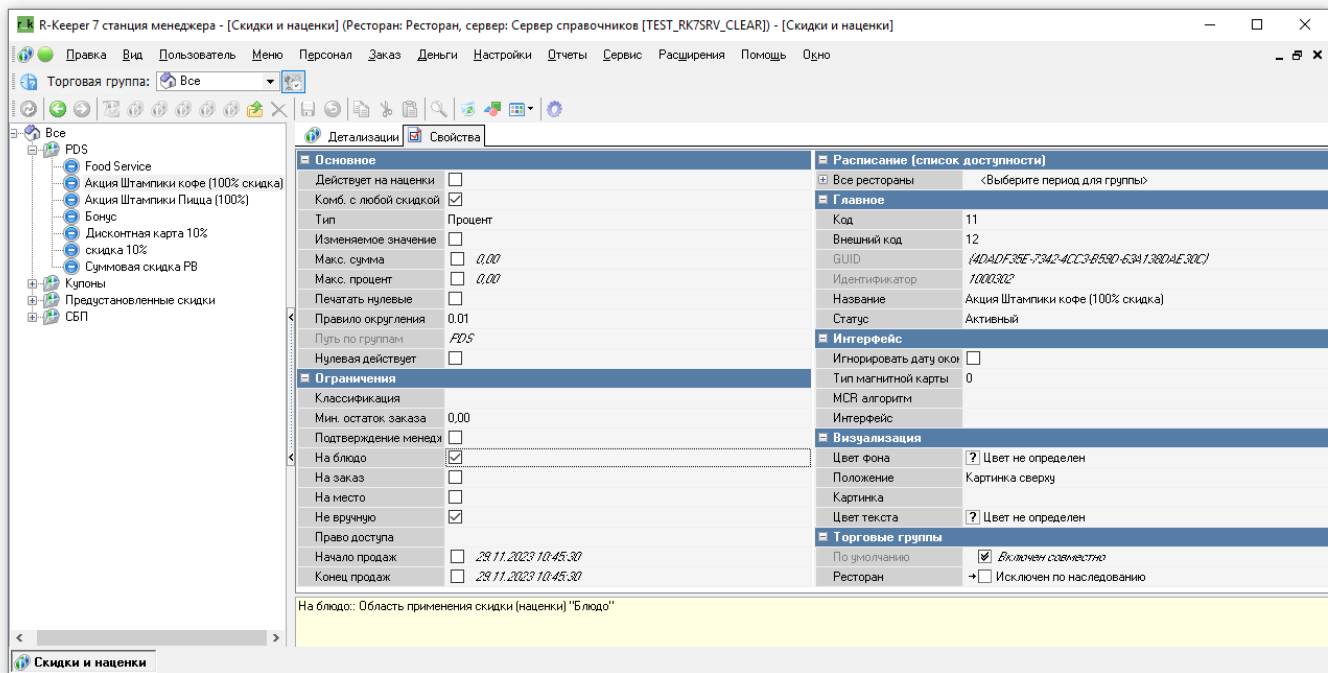 R-Keeper 7 станция менеджера - [Скидки и наценки] (Ресторан: Ресторан, сервер: Сервер справочников [TEST_RK7SRV_CLEAR]) - [Скидки и наценки]
Правка Вид Пользователь Меню Персонал Заказ Деньги Настройки Отчеты Сервис Расширения Помощь Окно
Торговая группа: Все
Все
PDS
Food Service
Акция Штампики кофе (100% скидка)
Акция Штампики Пицца (100%)
Бонус
Дисконтная карта 10%
скидка 10%
Суммовая скидка РВ
Купоны
Предустановленные скидки
СБП
Детализации Свойства
Основное
Действует на наценки
Комб. с любой скидкой
Тип Процент
Изменяемое значение
Макс. сумма 0,00
Макс. процент 0,00
Печатать нулевые
Правило округления 0.01
Путь по группам PDS
Нулевая действует
Ограничения
Классификация
Мин. остаток заказа 0,00
Подтверждение менедж
На блюдо
На заказ
На место
Не вручную
Право доступа
Начало продаж 29.11.2023 10:45:30
Конец продаж 29.11.2023 10:45:30
Расписание (список доступности)
Все рестораны <Выберите период для группы>
Главное
Код 11
Внешний код 12
GUID {4DADF35E-7342-4CC3-B59D-63A138DAE30C}
Идентификатор 1000302
Название Акция Штампики кофе (100% скидка)
Статус Активный
Интерфейс
Игнорировать дату окон
Тип магнитной карты 0
MCR алгоритм
Интерфейс
Визуализация
Цвет фона ? Цвет не определен
Положение Картинка сверху
Картинка
Цвет текста ? Цвет не определен
Торговые группы
По умолчанию Включен совместно
Ресторан Исключен по наследованию
На блюдо:: Область применения скидки (наценки) "Блюдо"
Скидки и наценки